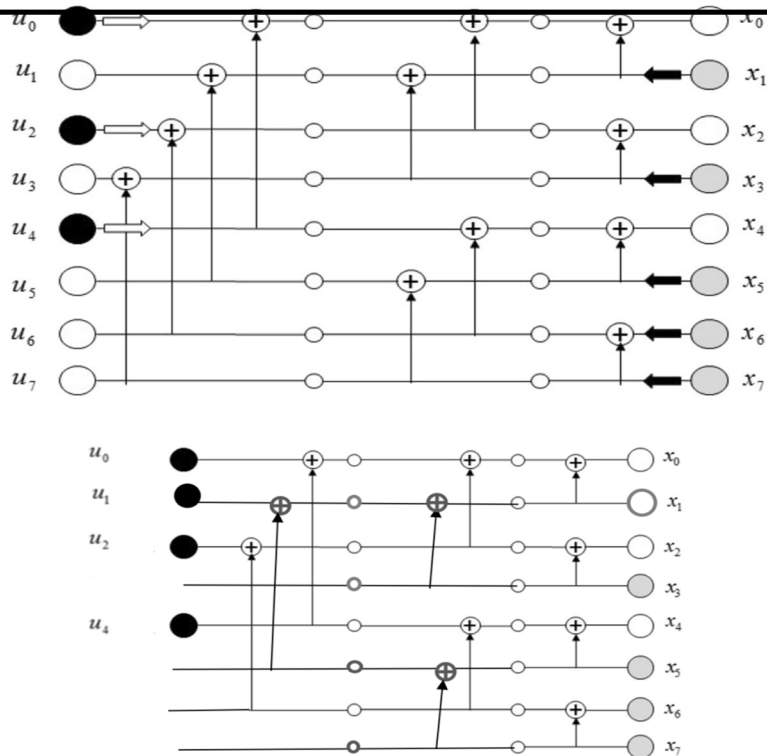 u₀ x₀
u₁ x₁
u₂ x₂
u₃ x₃
u₄ x₄
u₅ x₅
u₆ x₆
u₇ x₇
u₀ x₀
u₁ x₁
u₂ x₂
x₃
u₄ x₄
x₅
x₆
x₇